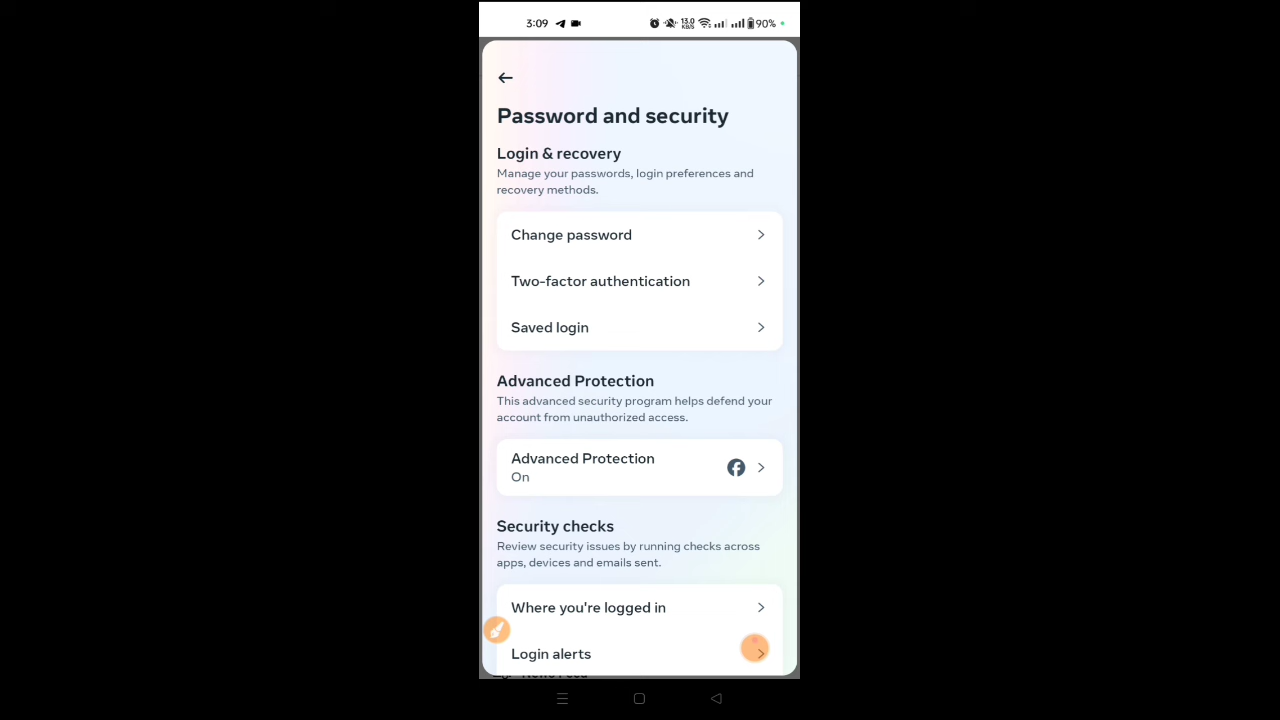 3:09
13.0 KB/S
90%
Password and security
Login & recovery
Manage your passwords, login preferences and
recovery methods.
Change password
Two-factor authentication
Saved login
Advanced Protection
This advanced security program helps defend your
account from unauthorized access.
Advanced Protection
On
Security checks
Review security issues by running checks across
apps, devices and emails sent.
Where you're logged in
Login alerts